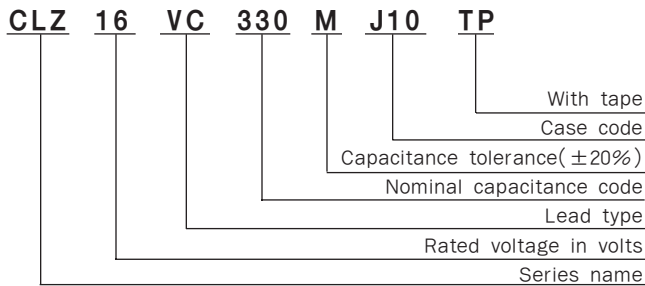 CLZ 16 VC 330 M J10 TP
With tape
Case code
Capacitance tolerance(±20%)
Nominal capacitance code
Lead type
Rated voltage in volts
Series name